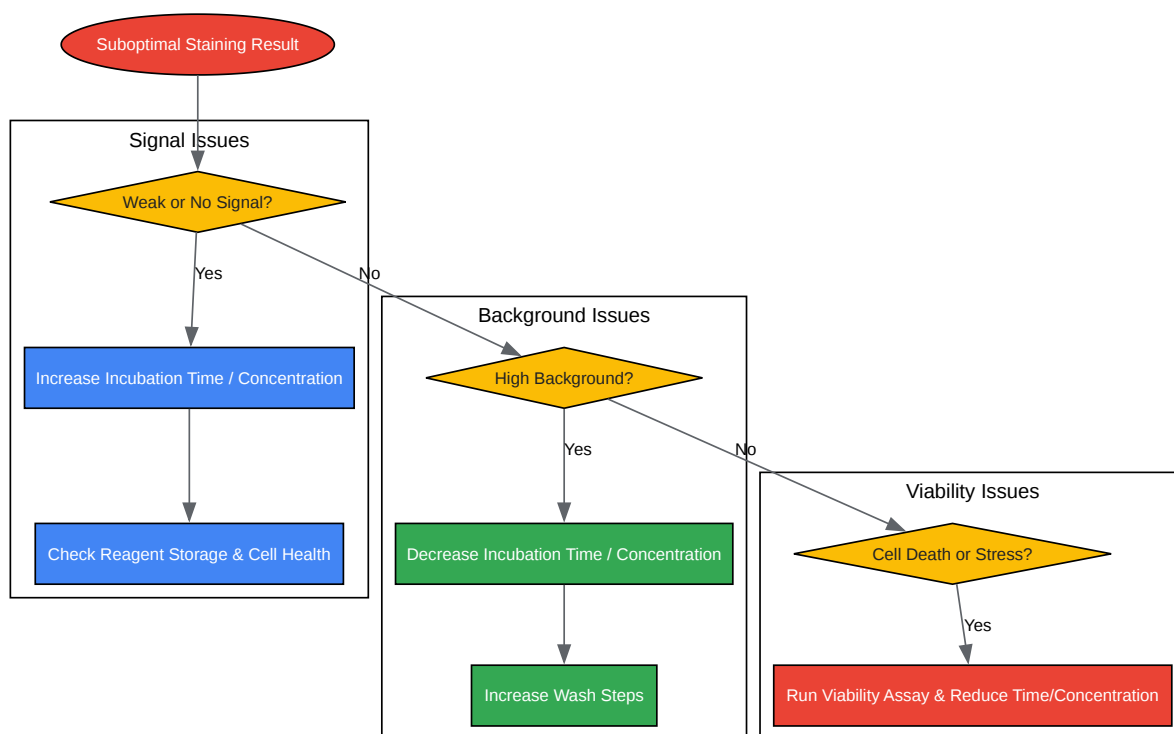 Suboptimal Staining Result
Signal Issues
Weak or No Signal?
Yes
No
Increase Incubation Time / Concentration
Check Reagent Storage & Cell Health
Background Issues
High Background?
Yes
No
Decrease Incubation Time / Concentration
Increase Wash Steps
Viability Issues
Cell Death or Stress?
Yes
Run Viability Assay & Reduce Time/Concentration